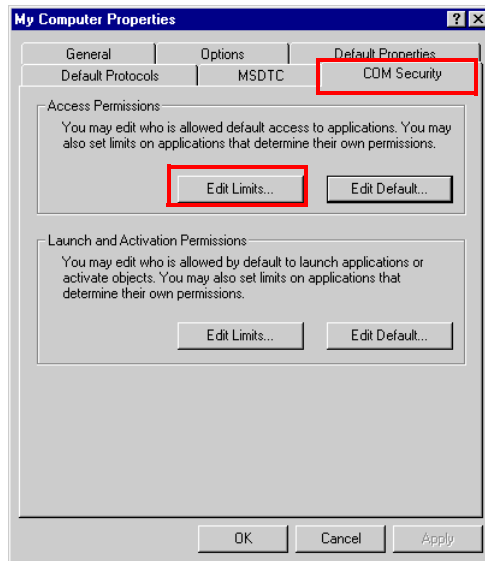 My Computer Properties
General Options Default Properties
Default Protocols MSDTC COM Security
Access Permissions
You may edit who is allowed default access to applications. You may
also set limits on applications that determine their own permissions.
Edit Limits... Edit Default...
Launch and Activation Permissions
You may edit who is allowed by default to launch applications or
activate objects. You may also set limits on applications that
determine their own permissions.
Edit Limits... Edit Default...
OK Cancel Apply